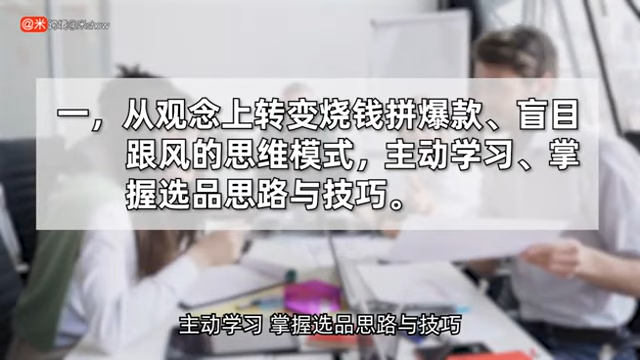 一，从观念上转变烧钱拼爆款、盲目
跟风的思维模式，主动学习、掌
握选品思路与技巧。
主动学习 掌握选品思路与技巧